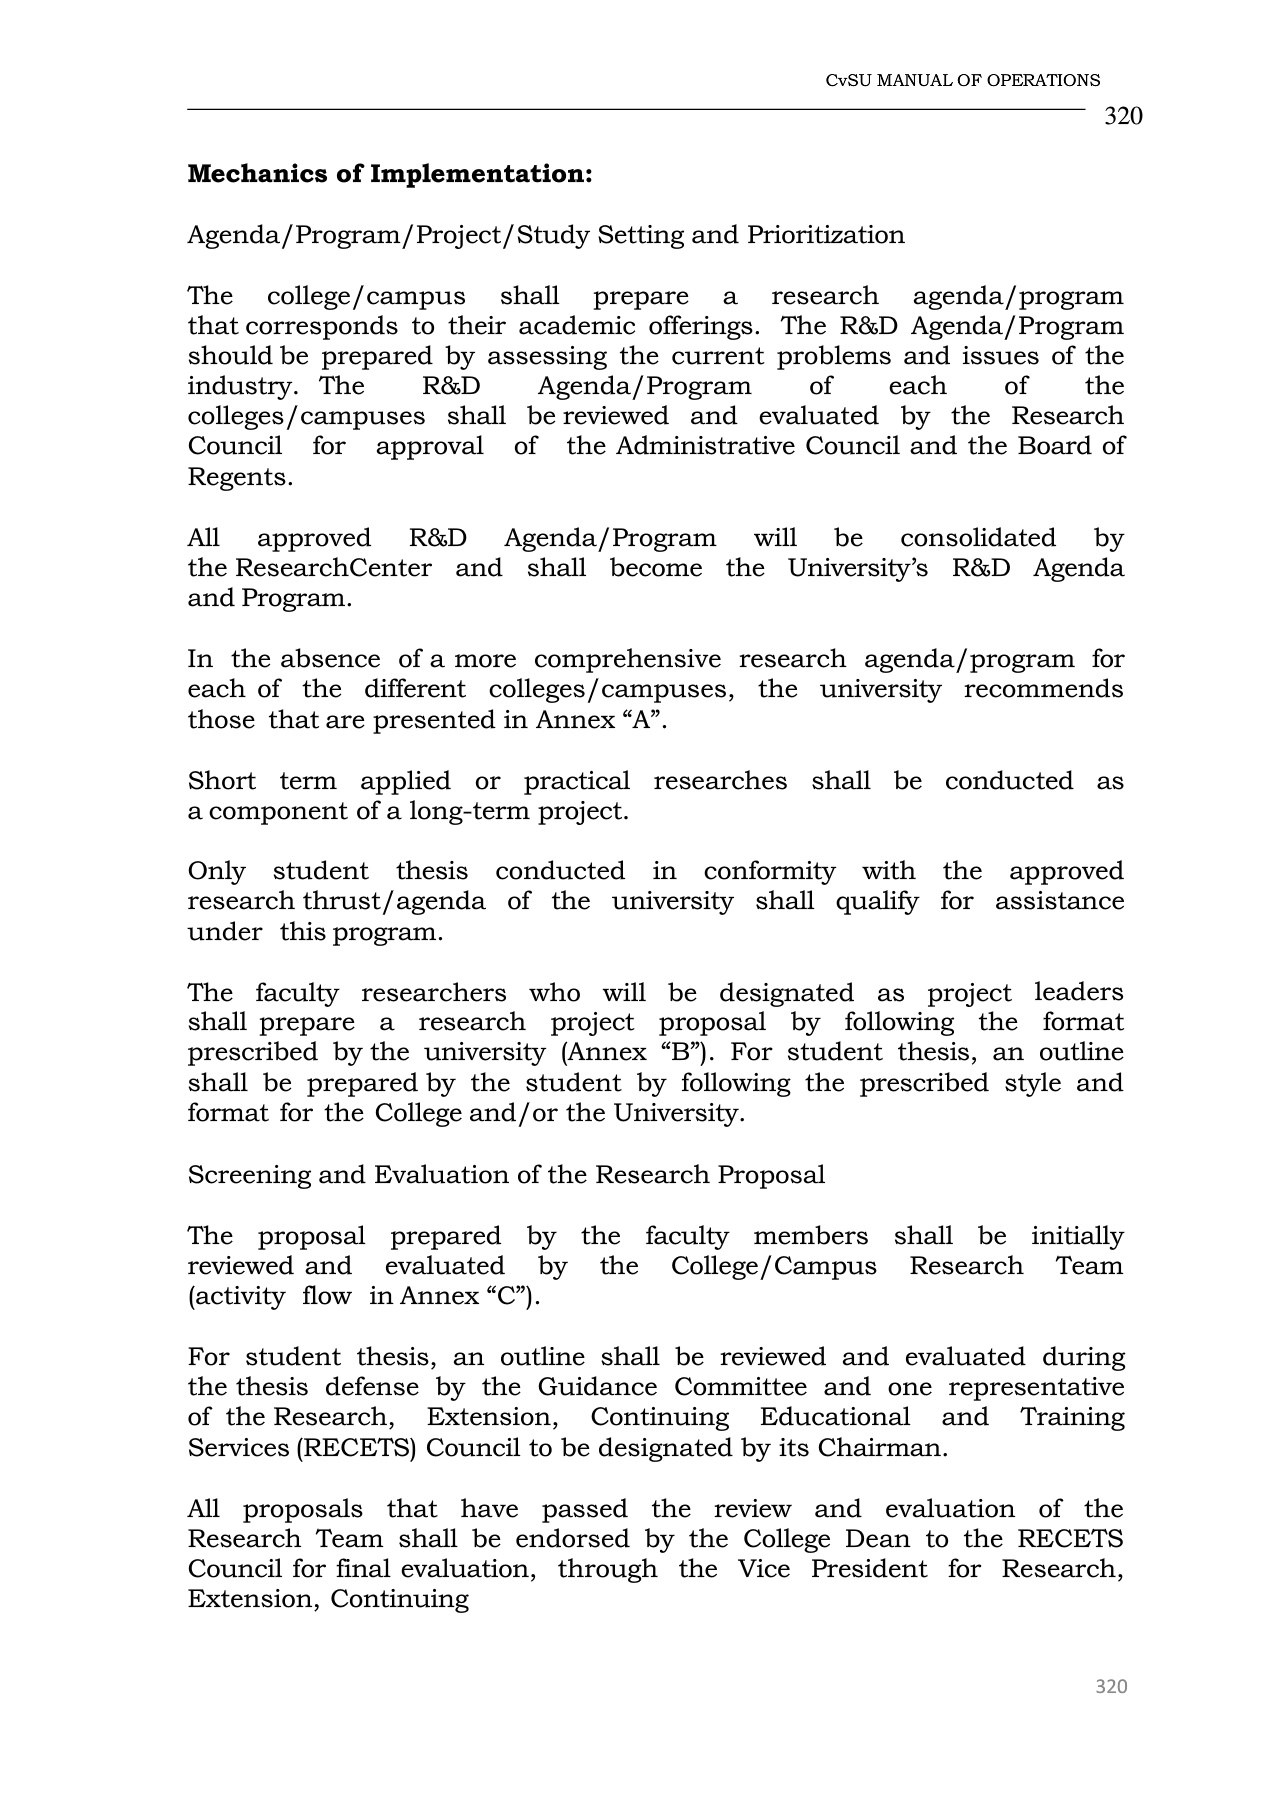 CvSU MANUAL OF OPERATIONS
320
Mechanics of Implementation:
Agenda/Program/Project/Study Setting and Prioritization
The college/campus shall prepare a research agenda/program
that corresponds to their academic offerings. The R&D Agenda/Program
should be prepared by assessing the current problems and issues of the
industry. The R&D Agenda/Program of each of the
colleges/campuses shall be reviewed and evaluated by the Research
Council for approval of the Administrative Council and the Board of
Regents.
All approved R&D Agenda/Program will be consolidated by
the ResearchCenter and shall become the University’s R&D Agenda
and Program.
In the absence of a more comprehensive research agenda/program for
each of the different colleges/campuses, the university recommends
those that are presented in Annex “A”.
Short term applied or practical researches shall be conducted as
a component of a long-term project.
Only student thesis conducted in conformity with the approved
research thrust/agenda of the university shall qualify for assistance
under this program.
The faculty researchers who will be designated as project leaders
shall prepare a research project proposal by following the format
prescribed by the university (Annex “B”). For student thesis, an outline
shall be prepared by the student by following the prescribed style and
format for the College and/or the University.
Screening and Evaluation of the Research Proposal
The proposal prepared by the faculty members shall be initially
reviewed and evaluated by the College/Campus Research Team
(activity flow in Annex “C”).
For student thesis, an outline shall be reviewed and evaluated during
the thesis defense by the Guidance Committee and one representative
of the Research, Extension, Continuing Educational and Training
Services (RECETS) Council to be designated by its Chairman.
All proposals that have passed the review and evaluation of the
Research Team shall be endorsed by the College Dean to the RECETS
Council for final evaluation, through the Vice President for Research,
Extension, Continuing
320